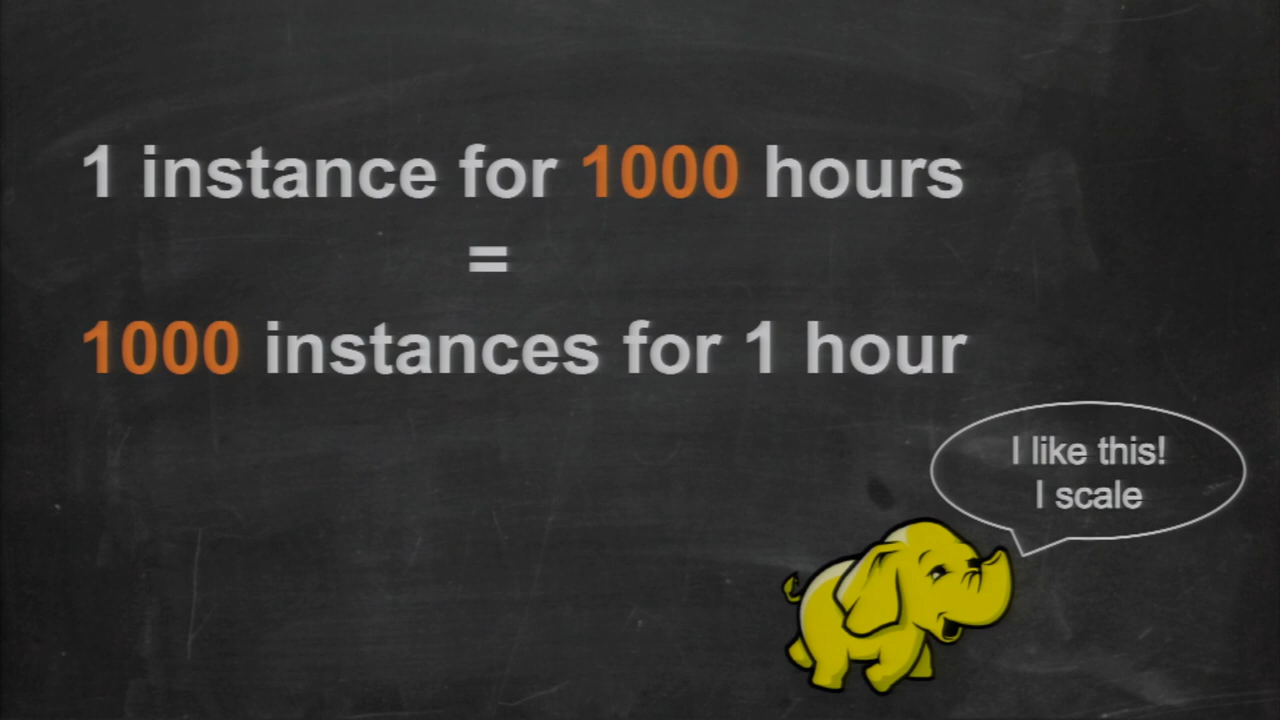 1 instance for 1000 hours
=
1000 instances for 1 hour
I like this!
I scale